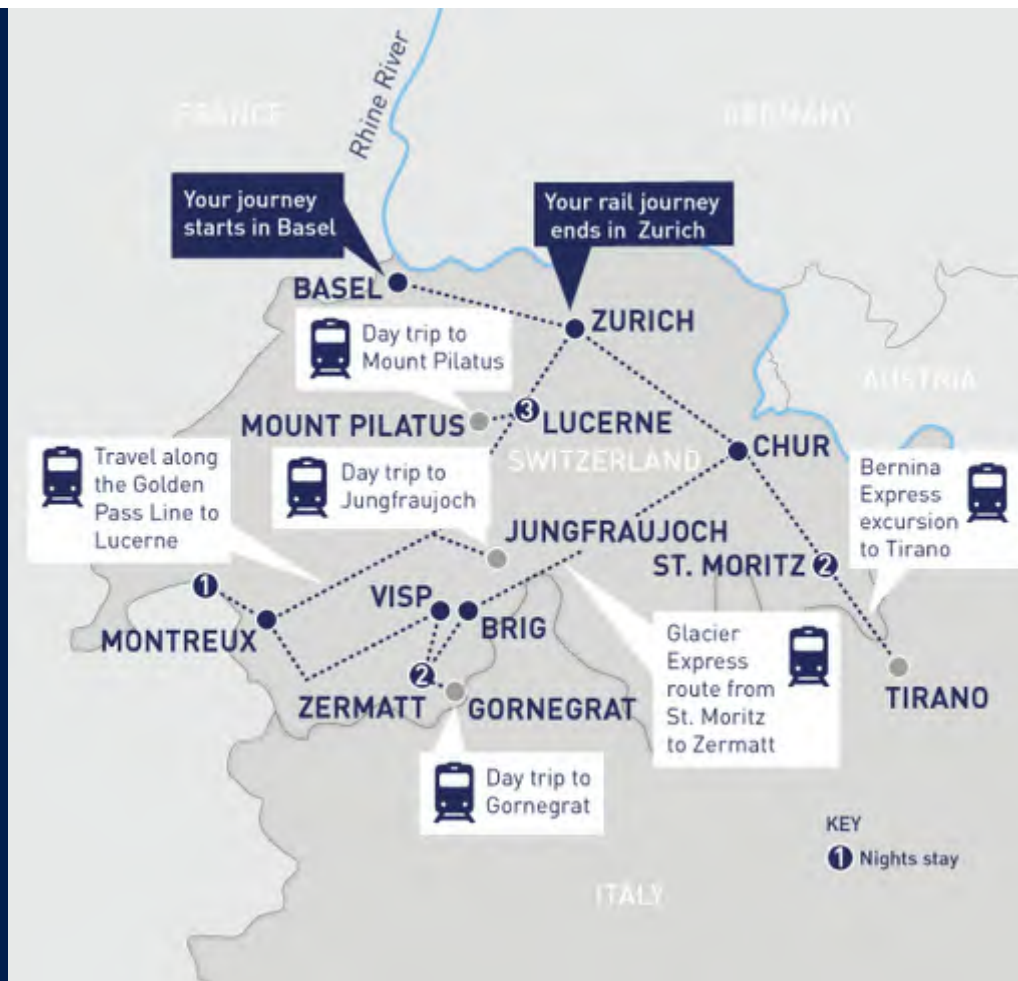 FRANCE
GERMANY
Rhine River
Your journey
starts in Basel
Your rail journey
ends in Zurich
BASEL
ZURICH
Day trip to
Mount Pilatus
AUSTRIA
MOUNT PILATUS
3
LUCERNE
SWITZERLAND
CHUR
Travel along
the Golden
Pass Line to
Lucerne
Day trip to
Jungfraujoch
Bernina
Express
excursion
to Tirano
JUNGFRAUJOCH
ST. MORITZ
2
1
MONTREUX
VISP
BRIG
Glacier
Express
route from
St. Moritz
to Zermatt
TIRANO
2
ZERMATT
GORNEGRAT
Day trip to
Gornegrat
KEY
1 Nights stay
ITALY